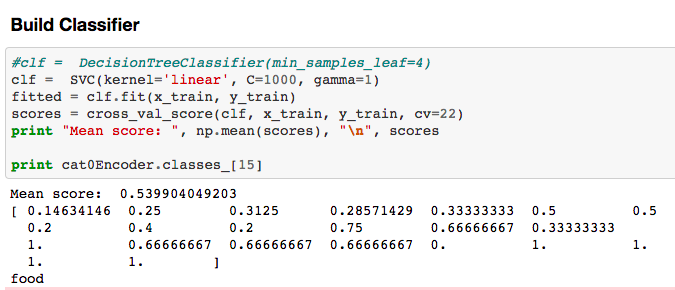 Build Classifier
#clf =  DecisionTreeClassifier(min_samples_leaf=4)
clf =  SVC(kernel='linear', C=1000, gamma=1)
fitted = clf.fit(x_train, y_train)
scores = cross_val_score(clf, x_train, y_train, cv=22)
print "Mean score: ", np.mean(scores), "\n", scores
print cat0Encoder.classes_[15]
Mean score:  0.539904049203
[ 0.14634146  0.25        0.3125      0.28571429  0.33333333  0.5         0.5
  0.2         0.4         0.2         0.75        0.66666667  0.33333333
  1.          0.66666667  0.66666667  0.66666667  0.          1.          1.
  1.          1.        ]
food